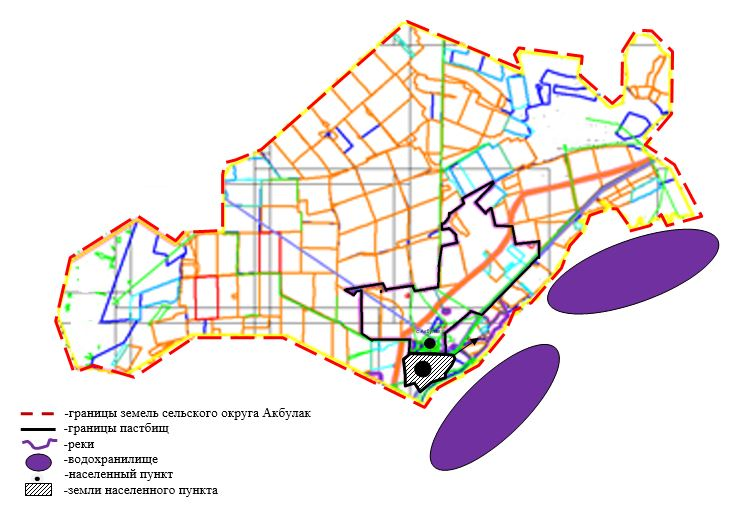 -границы земель сельского округа Акбулак
-границы пастбищ
-реки
-водохранилище
-населенный пункт
-земли населенного пункта